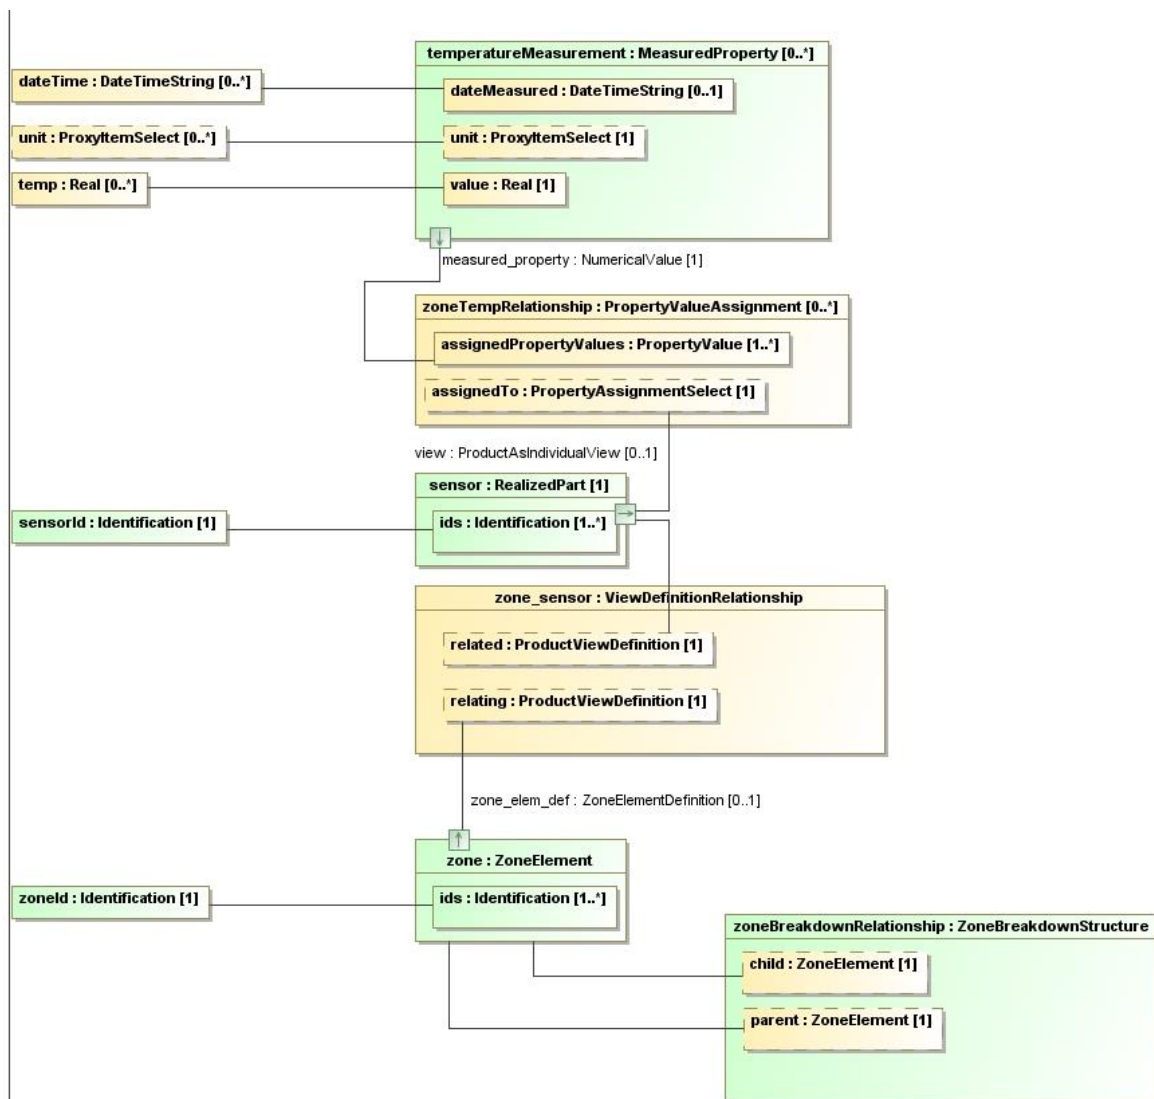 temperatureMeasurement : MeasuredProperty [0..*]
dateTime : DateTimeString [0..*]
dateMeasured : DateTimeString [0..1]
unit : ProxyItemSelect [0..*]
unit : ProxyItemSelect [1]
temp : Real [0..*]
value : Real [1]
measured_property : NumericalValue [1]
zoneTempRelationship : PropertyValueAssignment [0..*]
assignedPropertyValues : PropertyValue [1..*]
assignedTo : PropertyAssignmentSelect [1]
view : ProductAsIndividualView [0..1]
sensor : RealizedPart [1]
sensorId : Identification [1]
ids : Identification [1..*]
zone_sensor : ViewDefinitionRelationship
related : ProductViewDefinition [1]
relating : ProductViewDefinition [1]
zone_elem_def : ZoneElementDefinition [0..1]
zone : ZoneElement
zoneId : Identification [1]
ids : Identification [1..*]
zoneBreakdownRelationship : ZoneBreakdownStructure
child : ZoneElement [1]
parent : ZoneElement [1]